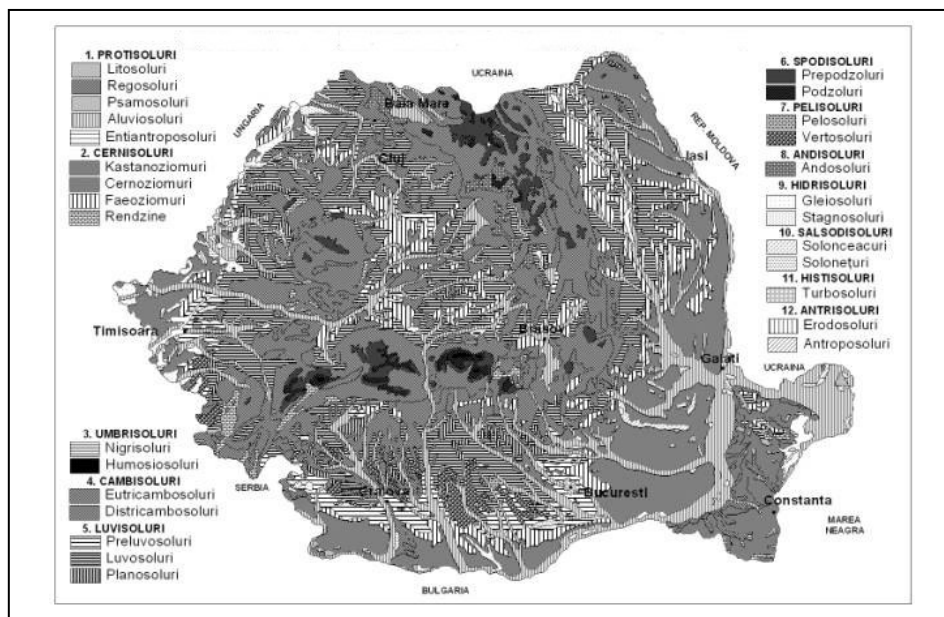 1. PROTISOLURI
Litosoluri
Regosoluri
Psamosoluri
Aluviosoluri
Entiantroposoluri
2. CERNISOLURI
Kastanoziomuri
Cernoziomuri
Faeoziomuri
Rendzine
UCRAINA
UNGARIA
REP. MOLDOVA
Baia Mare
Cluj
Iasi
6. SPODISOLURI
Prepodzoluri
Podzoluri
7. PELISOLURI
Pelosoluri
Vertosoluri
8. ANDISOLURI
Andosoluri
9. HIDRISOLURI
Gleiosoluri
Stagnosoluri
10. SALSODISOLURI
Solonceacuri
Soloneţuri
11. HISTISOLURI
Turbosoluri
12. ANTRISOLURI
Erodosoluri
Antroposoluri
Timisoara
Brasov
Galati
UCRAINA
3. UMBRISOLURI
Nigrisoluri
Humosiosoluri
4. CAMBISOLURI
Eutricambosoluri
Districambosoluri
5. LUVISOLURI
Preluvosoluri
Luvosoluri
Planosoluri
SERBIA
Craiova
Bucuresti
Constanta
MAREA
NEAGRA
BULGARIA